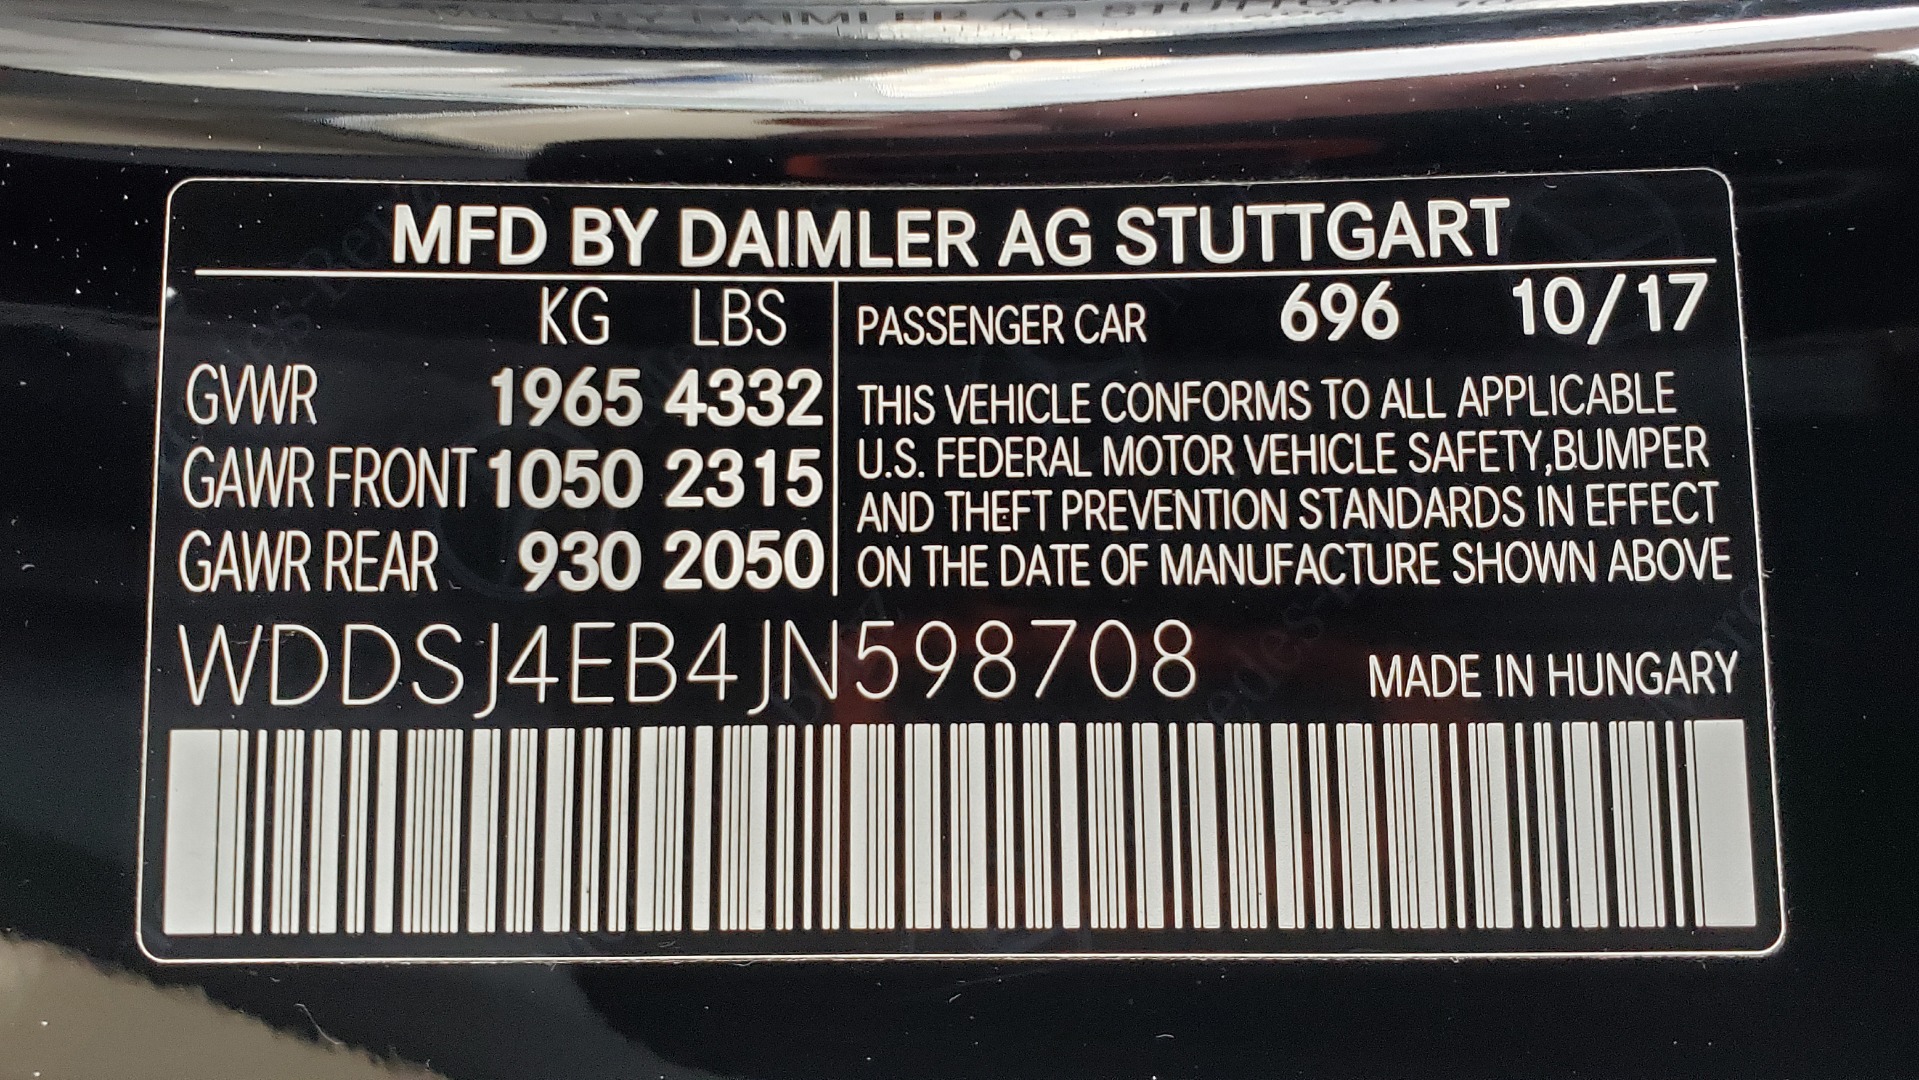 MFD BY DAIMLER AG STUTTGART
KG LBS
GVWR 1965 4332
GAWR FRONT 1050 2315
GAWR REAR 930 2050
PASSENGER CAR 696 10/17
THIS VEHICLE CONFORMS TO ALL APPLICABLE
U.S. FEDERAL MOTOR VEHICLE SAFETY,BUMPER
AND THEFT PREVENTION STANDARDS IN EFFECT
ON THE DATE OF MANUFACTURE SHOWN ABOVE
WDDSJ4EB4JN598708
MADE IN HUNGARY